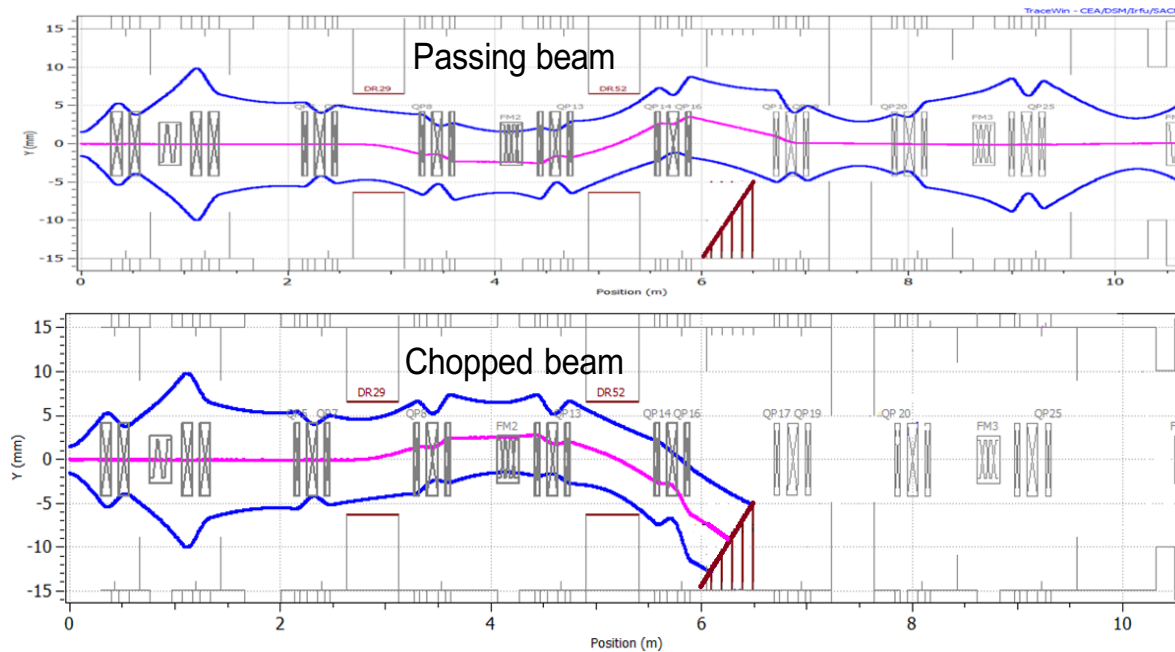 TraceWin - CEA/DSM/Irfu/SAC
Passing beam
15
10
5
0
-5
-10
-15
Y (mm)
DR29
DR52
QP8
FM2
QP13
QP14 QP16
QP20
FM3
QP25
0
2
4
6
8
10
Position (m)
Chopped beam
15
10
5
0
-5
-10
-15
Y (mm)
DR29
DR52
QP5
QP7
QP8
FM2
QP13
QP14 QP16
QP17
QP19
QP 20
FM3
QP25
0
2
4
6
8
10
Position (m)